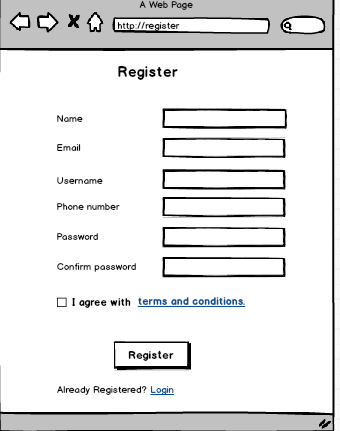 A Web Page
http://register
Register
Name
Email
Username
Phone number
Password
Confirm password
I agree with terms and conditions.
Register
Already Registered? Login